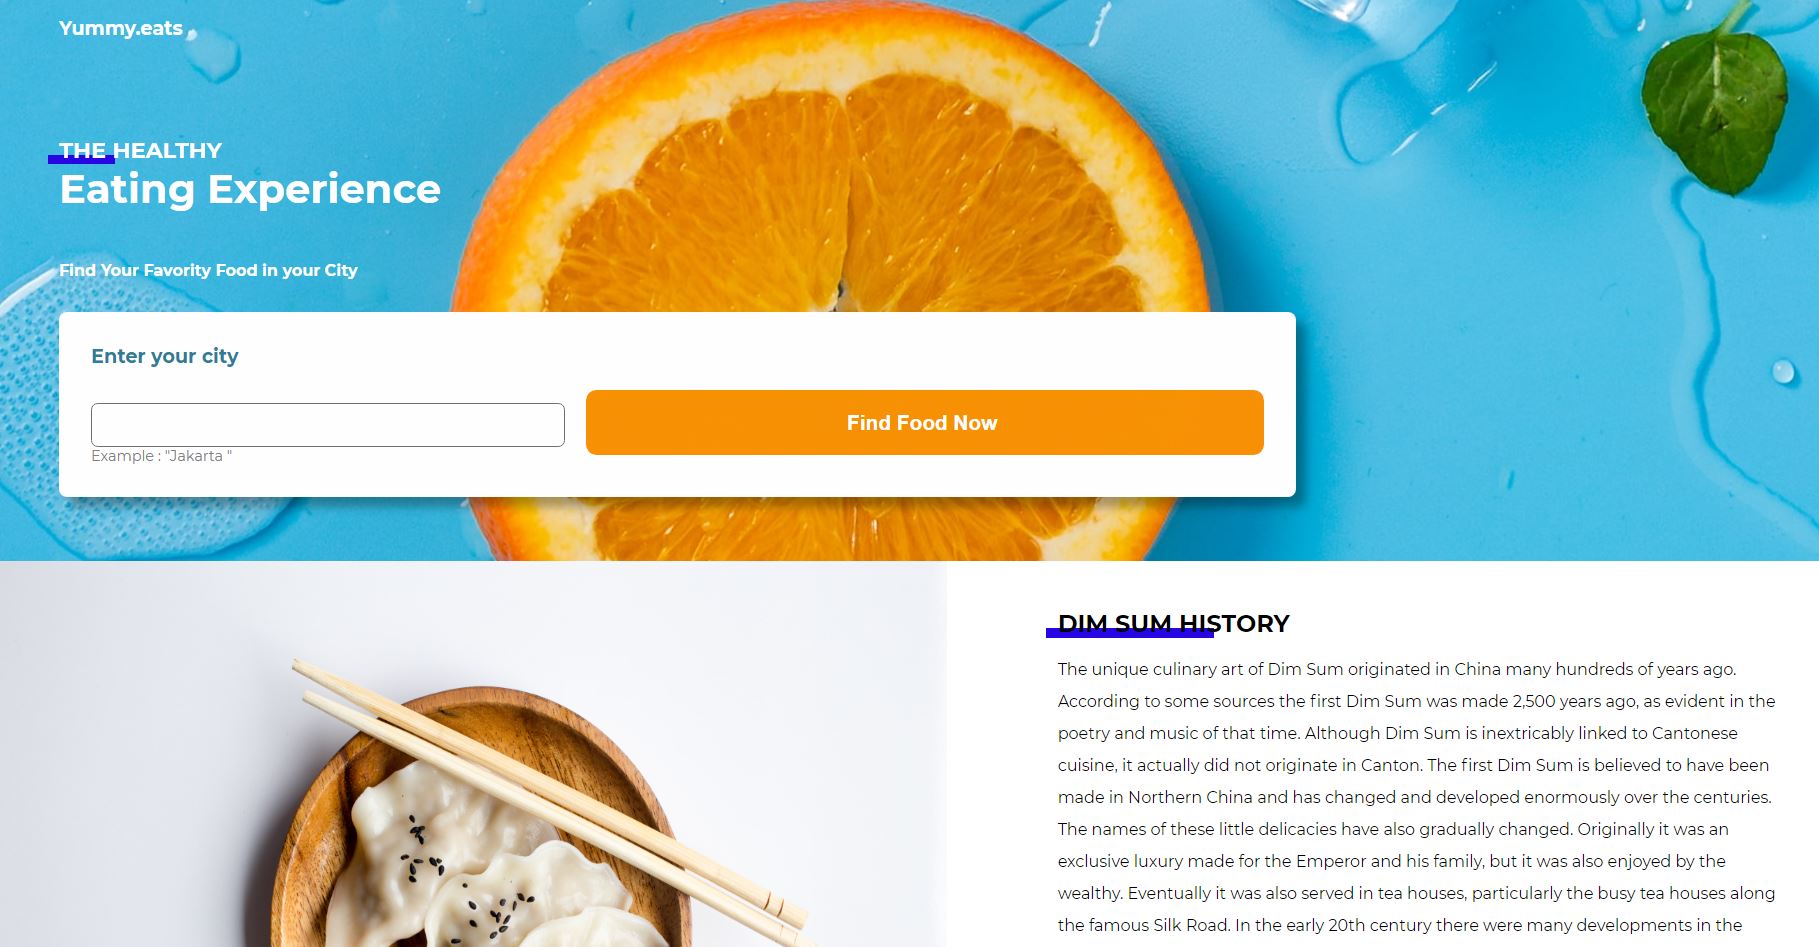 Yummy.eats
THE HEALTHY
Eating Experience
Find Your Favority Food in your City
Enter your city
Find Food Now
Example : "Jakarta "
DIM SUM HISTORY
The unique culinary art of Dim Sum originated in China many hundreds of years ago.
According to some sources the first Dim Sum was made 2,500 years ago, as evident in the
poetry and music of that time. Although Dim Sum is inextricably linked to Cantonese
cuisine, it actually did not originate in Canton. The first Dim Sum is believed to have been
made in Northern China and has changed and developed enormously over the centuries.
The names of these little delicacies have also gradually changed. Originally it was an
exclusive luxury made for the Emperor and his family, but it was also enjoyed by the
wealthy. Eventually it was also served in tea houses, particularly the busy tea houses along
the famous Silk Road. In the early 20th century there were many developments in the